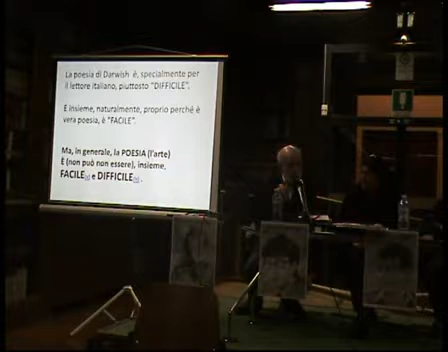 La poesia di Darwish è, specialmente per
il lettore italiano, piuttosto "DIFFICILE".
E insieme, naturalmente, proprio perché è
vera poesia, è "FACILE".
Ma, in generale, la POESIA (l'arte)
È (non può non essere), insieme,
FACILE e DIFFICILE.